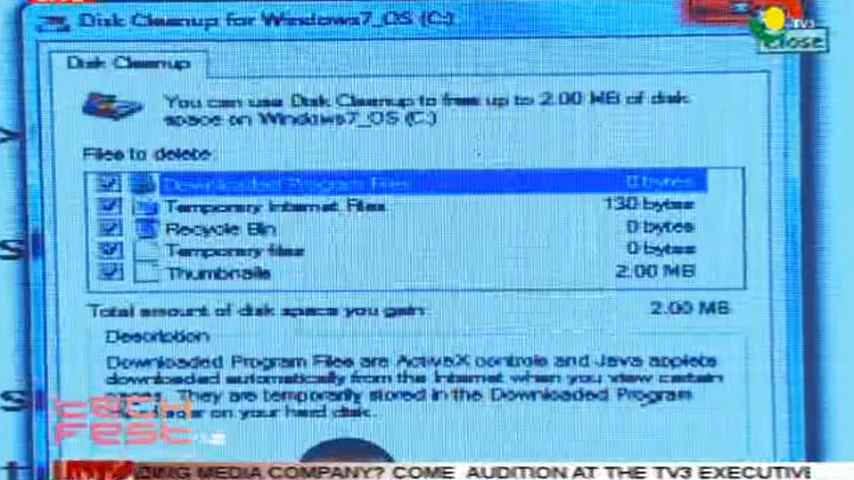 Disk Cleanup for Windows7_OS (C:)
TV3
Close
Disk Cleanup
You can use Disk Cleanup to free up to 2.00 MB of disk
space on Windows7_OS (C:)
Files to delete:
Downloaded Program Files 0 bytes
Temporary Internet Files 130 bytes
Recycle Bin 0 bytes
Temporary files 0 bytes
Thumbnails 2.00 MB
Total amount of disk space you gain: 2.00 MB
Description
Downloaded Program Files are ActiveX controls and Java applets
downloaded automatically from the Internet when you view certain
They are temporarily stored in the Downloaded Program
on your hard disk.
tech
fest
DING MEDIA COMPANY? COME AUDITION AT THE TV3 EXECUTIVE